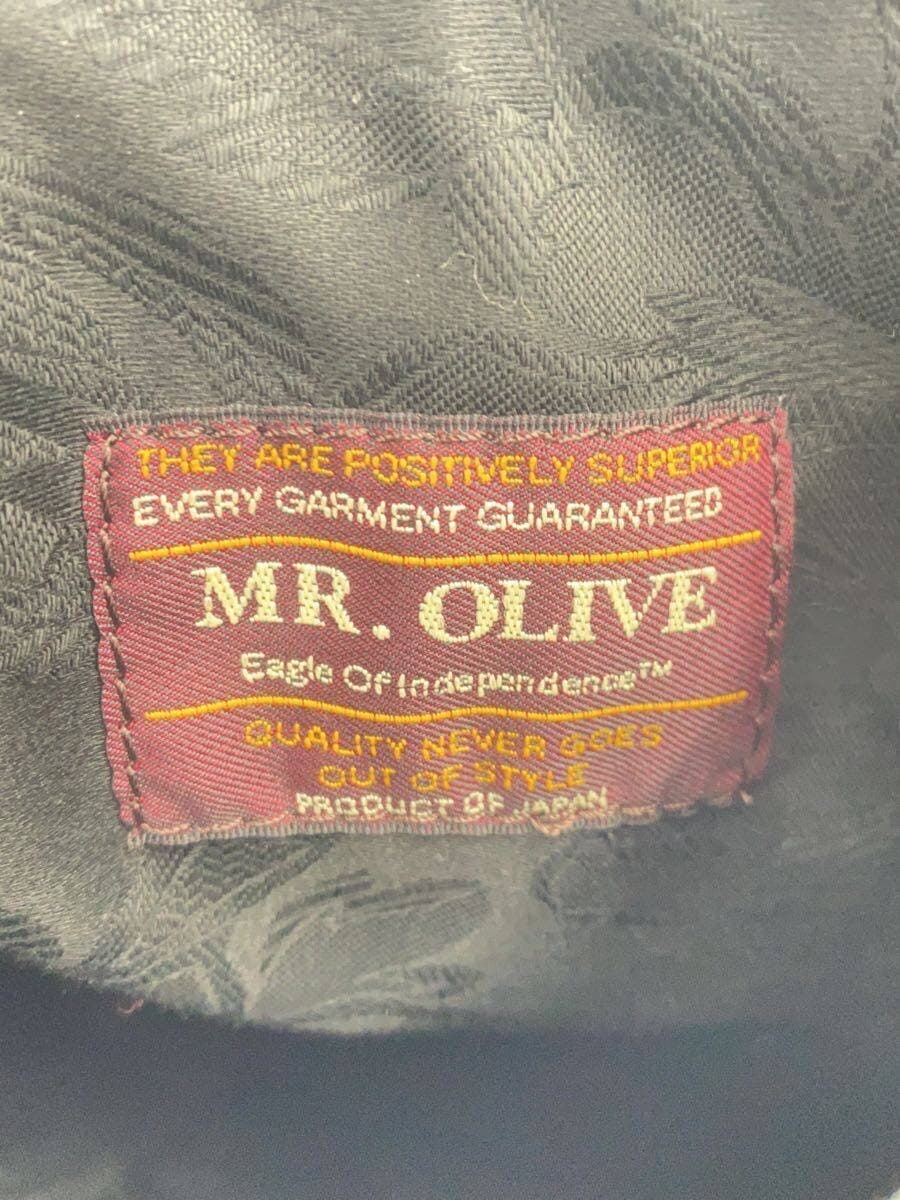 THEY ARE POSITIVELY SUPERIOR
EVERY GARMENT GUARANTEED
MR. OLIVE
Eagle Of Independence™
QUALITY NEVER GOES
OUT OF STYLE
PRODUCT OF JAPAN